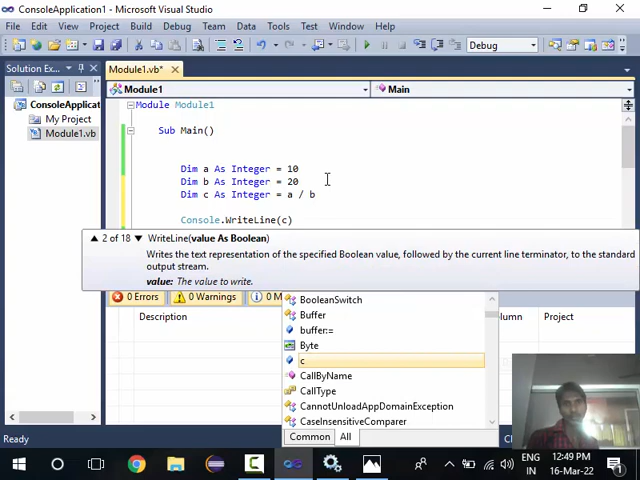 ConsoleApplication1 - Microsoft Visual Studio
File Edit View Project Build Debug Team Data Tools Test Window Help
Debug
Solution Ex...
Module1.vb*
ConsoleApplicat
My Project
Module1.vb
Module1 Main
Module Module1
Sub Main()
Dim a As Integer = 10
Dim b As Integer = 20
Dim c As Integer = a / b
Console.WriteLine(c)
2 of 18 WriteLine(value As Boolean)
Writes the text representation of the specified Boolean value, followed by the current line terminator, to the standard
output stream.
value: The value to write.
0 Errors 0 Warnings 0 M
Description
olumn Project
BooleanSwitch
Buffer
buffer:=
Byte
c
CallByName
CallType
CannotUnloadAppDomainException
CaseInsensitiveComparer
Common All
Ready
ENG
IN
12:49 PM
16-Mar-22
1